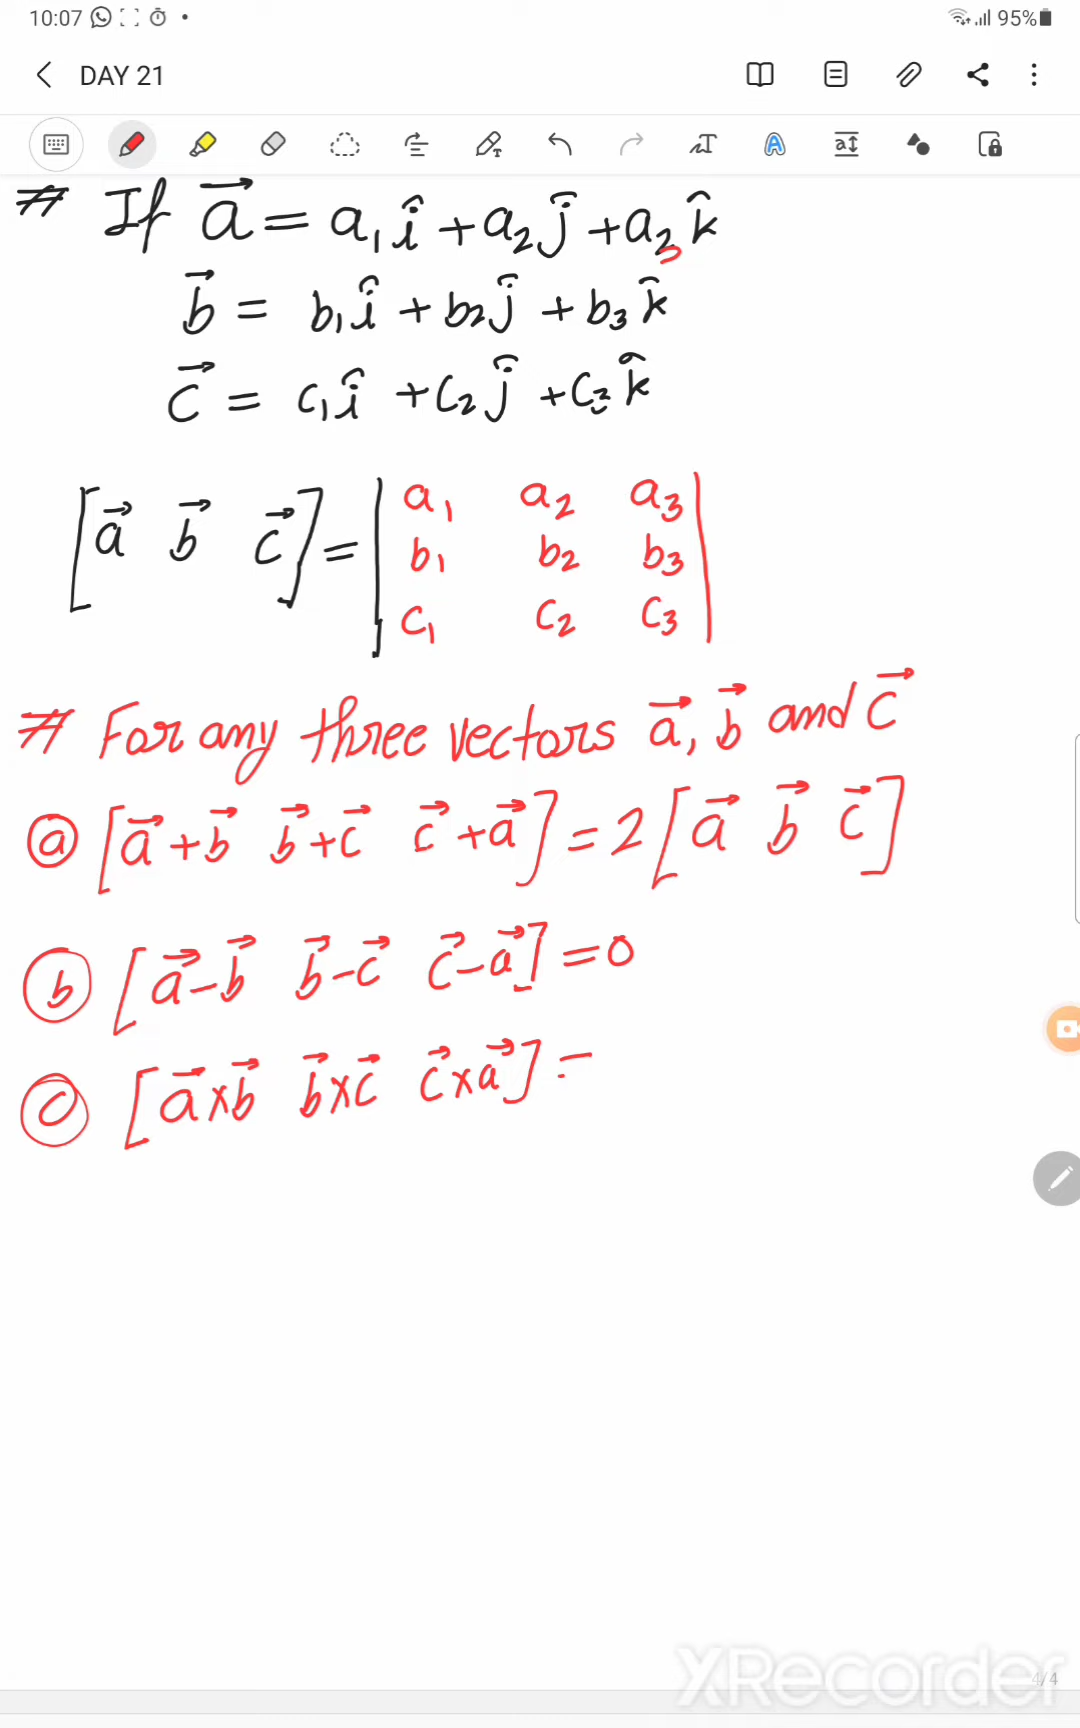 10:07 95%
DAY 21
# If a⃗ = a₁î + a₂ĵ + a₃k̂
b⃗ = b₁î + b₂ĵ + b₃k̂
c⃗ = c₁î + c₂ĵ + c₃k̂
[a⃗ b⃗ c⃗] = | a₁ a₂ a₃
b₁ b₂ b₃
c₁ c₂ c₃ |
# For any three vectors a⃗, b⃗ and c⃗
ⓐ [a⃗+b⃗ b⃗+c⃗ c⃗+a⃗] = 2[a⃗ b⃗ c⃗]
ⓑ [a⃗-b⃗ b⃗-c⃗ c⃗-a⃗] = 0
ⓒ [a⃗×b⃗ b⃗×c⃗ c⃗×a⃗] =
4/4
XRecorder